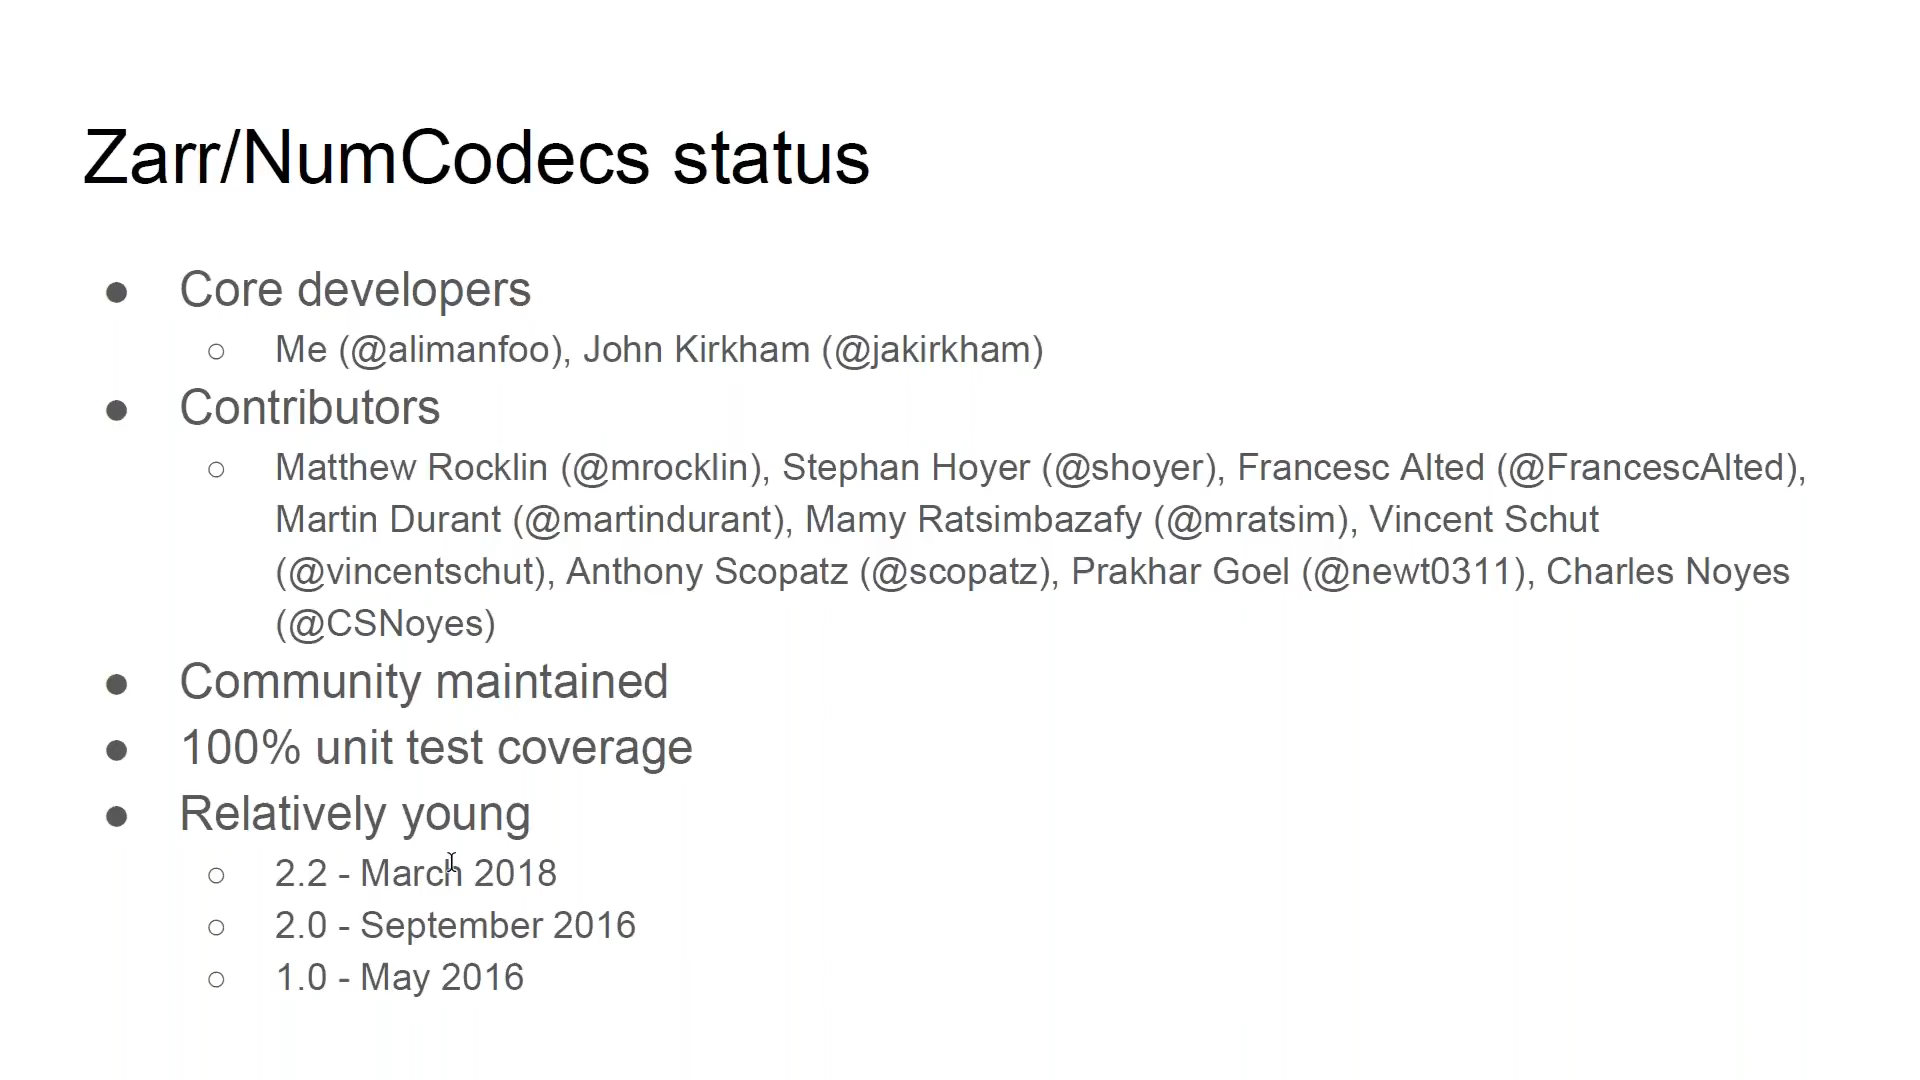 Zarr/NumCodecs status
● Core developers
○ Me (@alimanfoo), John Kirkham (@jakirkham)
● Contributors
○ Matthew Rocklin (@mrocklin), Stephan Hoyer (@shoyer), Francesc Alted (@FrancescAlted),
Martin Durant (@martindurant), Mamy Ratsimbazafy (@mratsim), Vincent Schut
(@vincentschut), Anthony Scopatz (@scopatz), Prakhar Goel (@newt0311), Charles Noyes
(@CSNoyes)
● Community maintained
● 100% unit test coverage
● Relatively young
○ 2.2 - March 2018
○ 2.0 - September 2016
○ 1.0 - May 2016